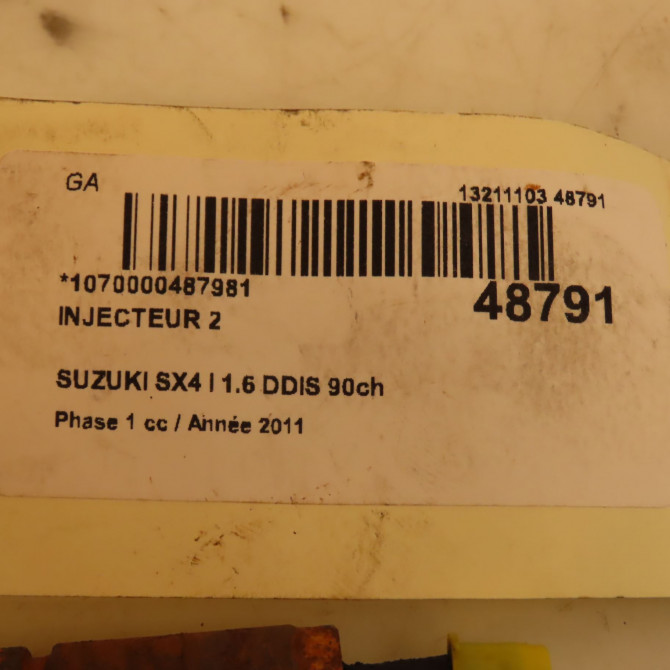 GA
13211103 48791
*1070000487981
48791
INJECTEUR 2
SUZUKI SX4 I 1.6 DDIS 90ch
Phase 1 cc / Année 2011